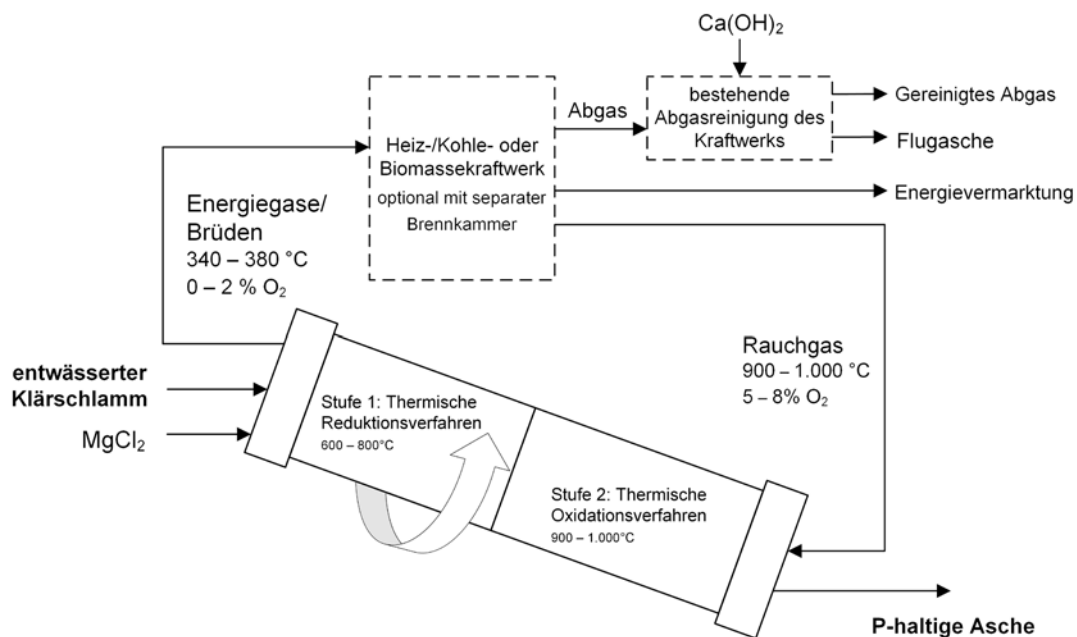 Ca(OH)₂
bestehende
Abgasreinigung des
Kraftwerks
Gereinigtes Abgas
Flugasche
Abgas
Heiz-/Kohle- oder
Biomassekraftwerk
optional mit separater
Brennkammer
Energievermarktung
Energiegase/
Brüden
340 – 380 °C
0 – 2 % O₂
Rauchgas
900 – 1.000 °C
5 – 8% O₂
entwässerter
Klärschlamm
MgCl₂
Stufe 1: Thermische
Reduktionsverfahren
600 – 800°C
Stufe 2: Thermische
Oxidationsverfahren
900 – 1.000°C
P-haltige Asche